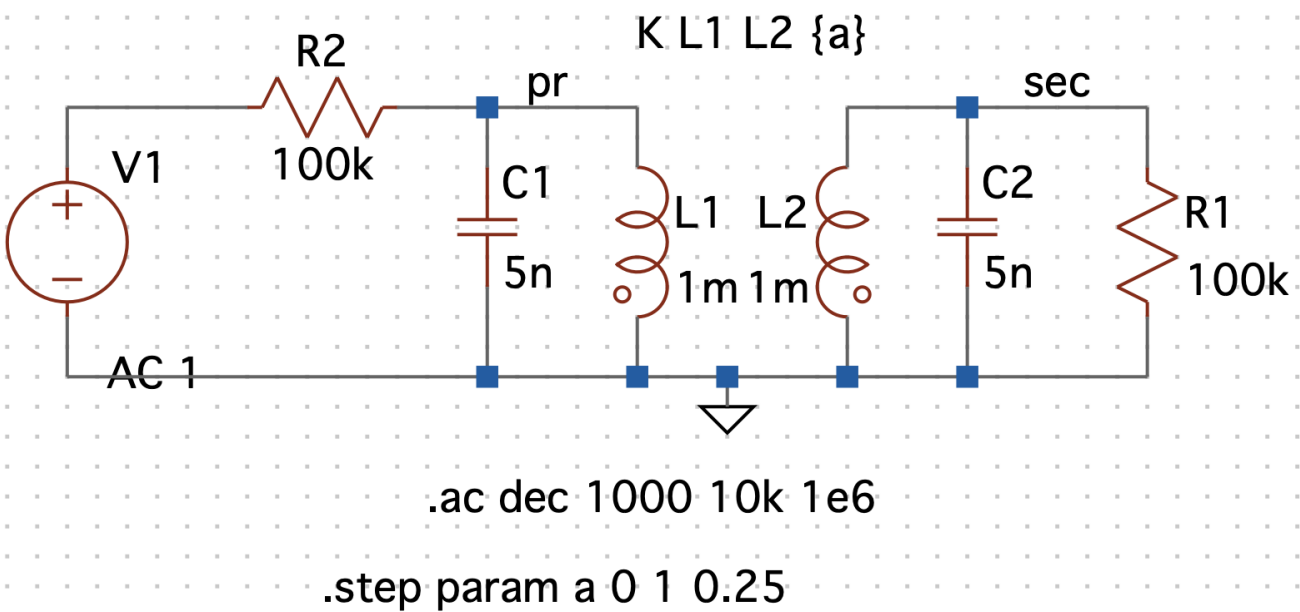 K L1 L2 {a}
R2
pr
sec
100k
V1
C1
C2
L1
L2
R1
5n
1m
1m
5n
100k
AC 1
.ac dec 1000 10k 1e6
.step param a 0 1 0.25